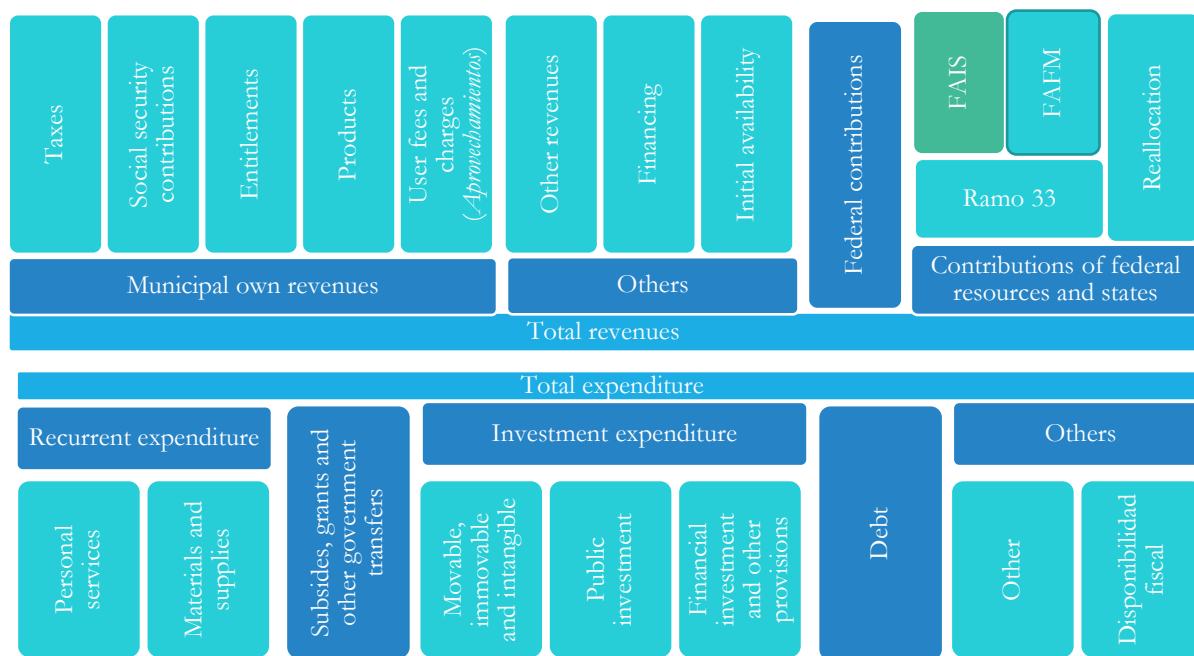 Taxes
Social security
contributions
Entitlements
Products
User fees and
charges
(Aprovechamientos)
Other revenues
Financing
Initial availability
Federal contributions
FAIS
FAFM
Ramo 33
Reallocation
Municipal own revenues
Others
Contributions of federal
resources and states
Total revenues
Total expenditure
Recurrent expenditure
Subsides, grants and
other government
transfers
Investment expenditure
Debt
Others
Personal
services
Materials and
supplies
Movable,
immovable
and intangible
Public
investment
Financial
investment
and other
provisions
Other
Disponibilidad
fiscal